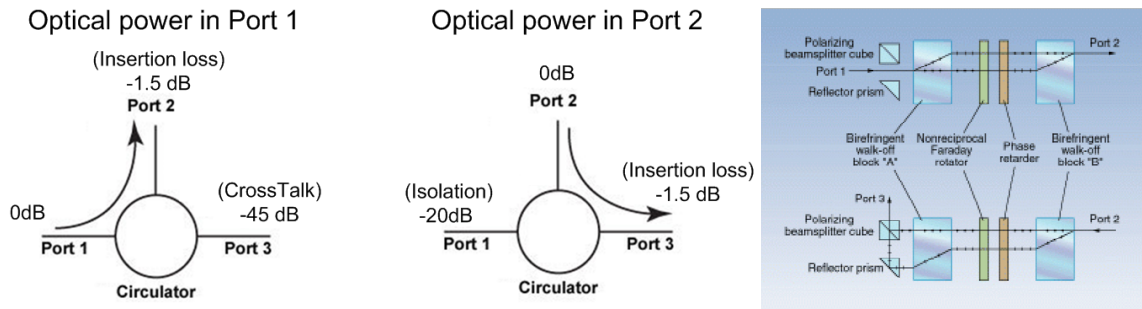 Optical power in Port 1
(Insertion loss)
-1.5 dB
Port 2
0dB
Port 1
(CrossTalk)
-45 dB
Port 3
Circulator
Optical power in Port 2
0dB
Port 2
(Isolation)
-20dB
Port 1
(Insertion loss)
-1.5 dB
Port 3
Circulator
Polarizing
beamsplitter cube
Port 1
Reflector prism
Port 2
Birefringent
walk-off
block "A"
Nonreciprocal
Faraday
rotator
Phase
retarder
Birefringent
walk-off
block "B"
Port 3
Polarizing
beamsplitter cube
Reflector prism
Port 2